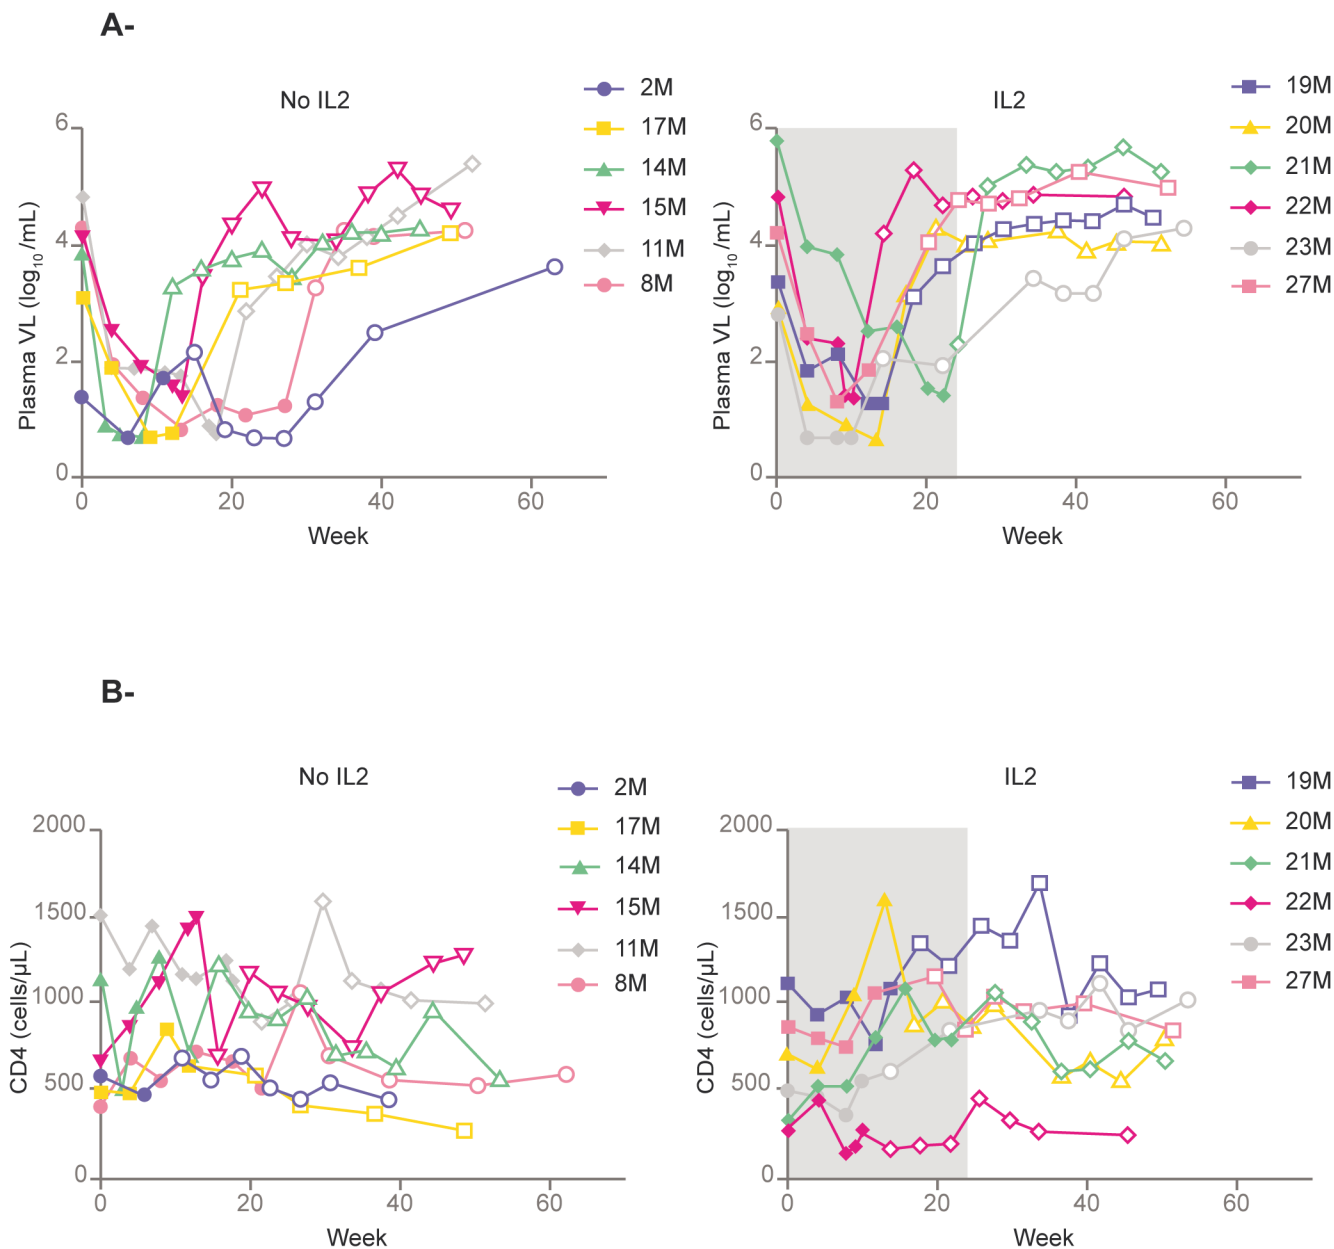 A-
No IL2
2M
17M
14M
15M
11M
8M
6
4
2
0
Plasma VL (log10/mL)
0 20 40 60
Week
IL2
19M
20M
21M
22M
23M
27M
6
4
2
0
Plasma VL (log10/mL)
0 20 40 60
Week
B-
No IL2
2M
17M
14M
15M
11M
8M
2000
1500
1000
500
0
CD4 (cells/μL)
0 20 40 60
Week
IL2
19M
20M
21M
22M
23M
27M
2000
1500
1000
500
0
CD4 (cells/μL)
0 20 40 60
Week